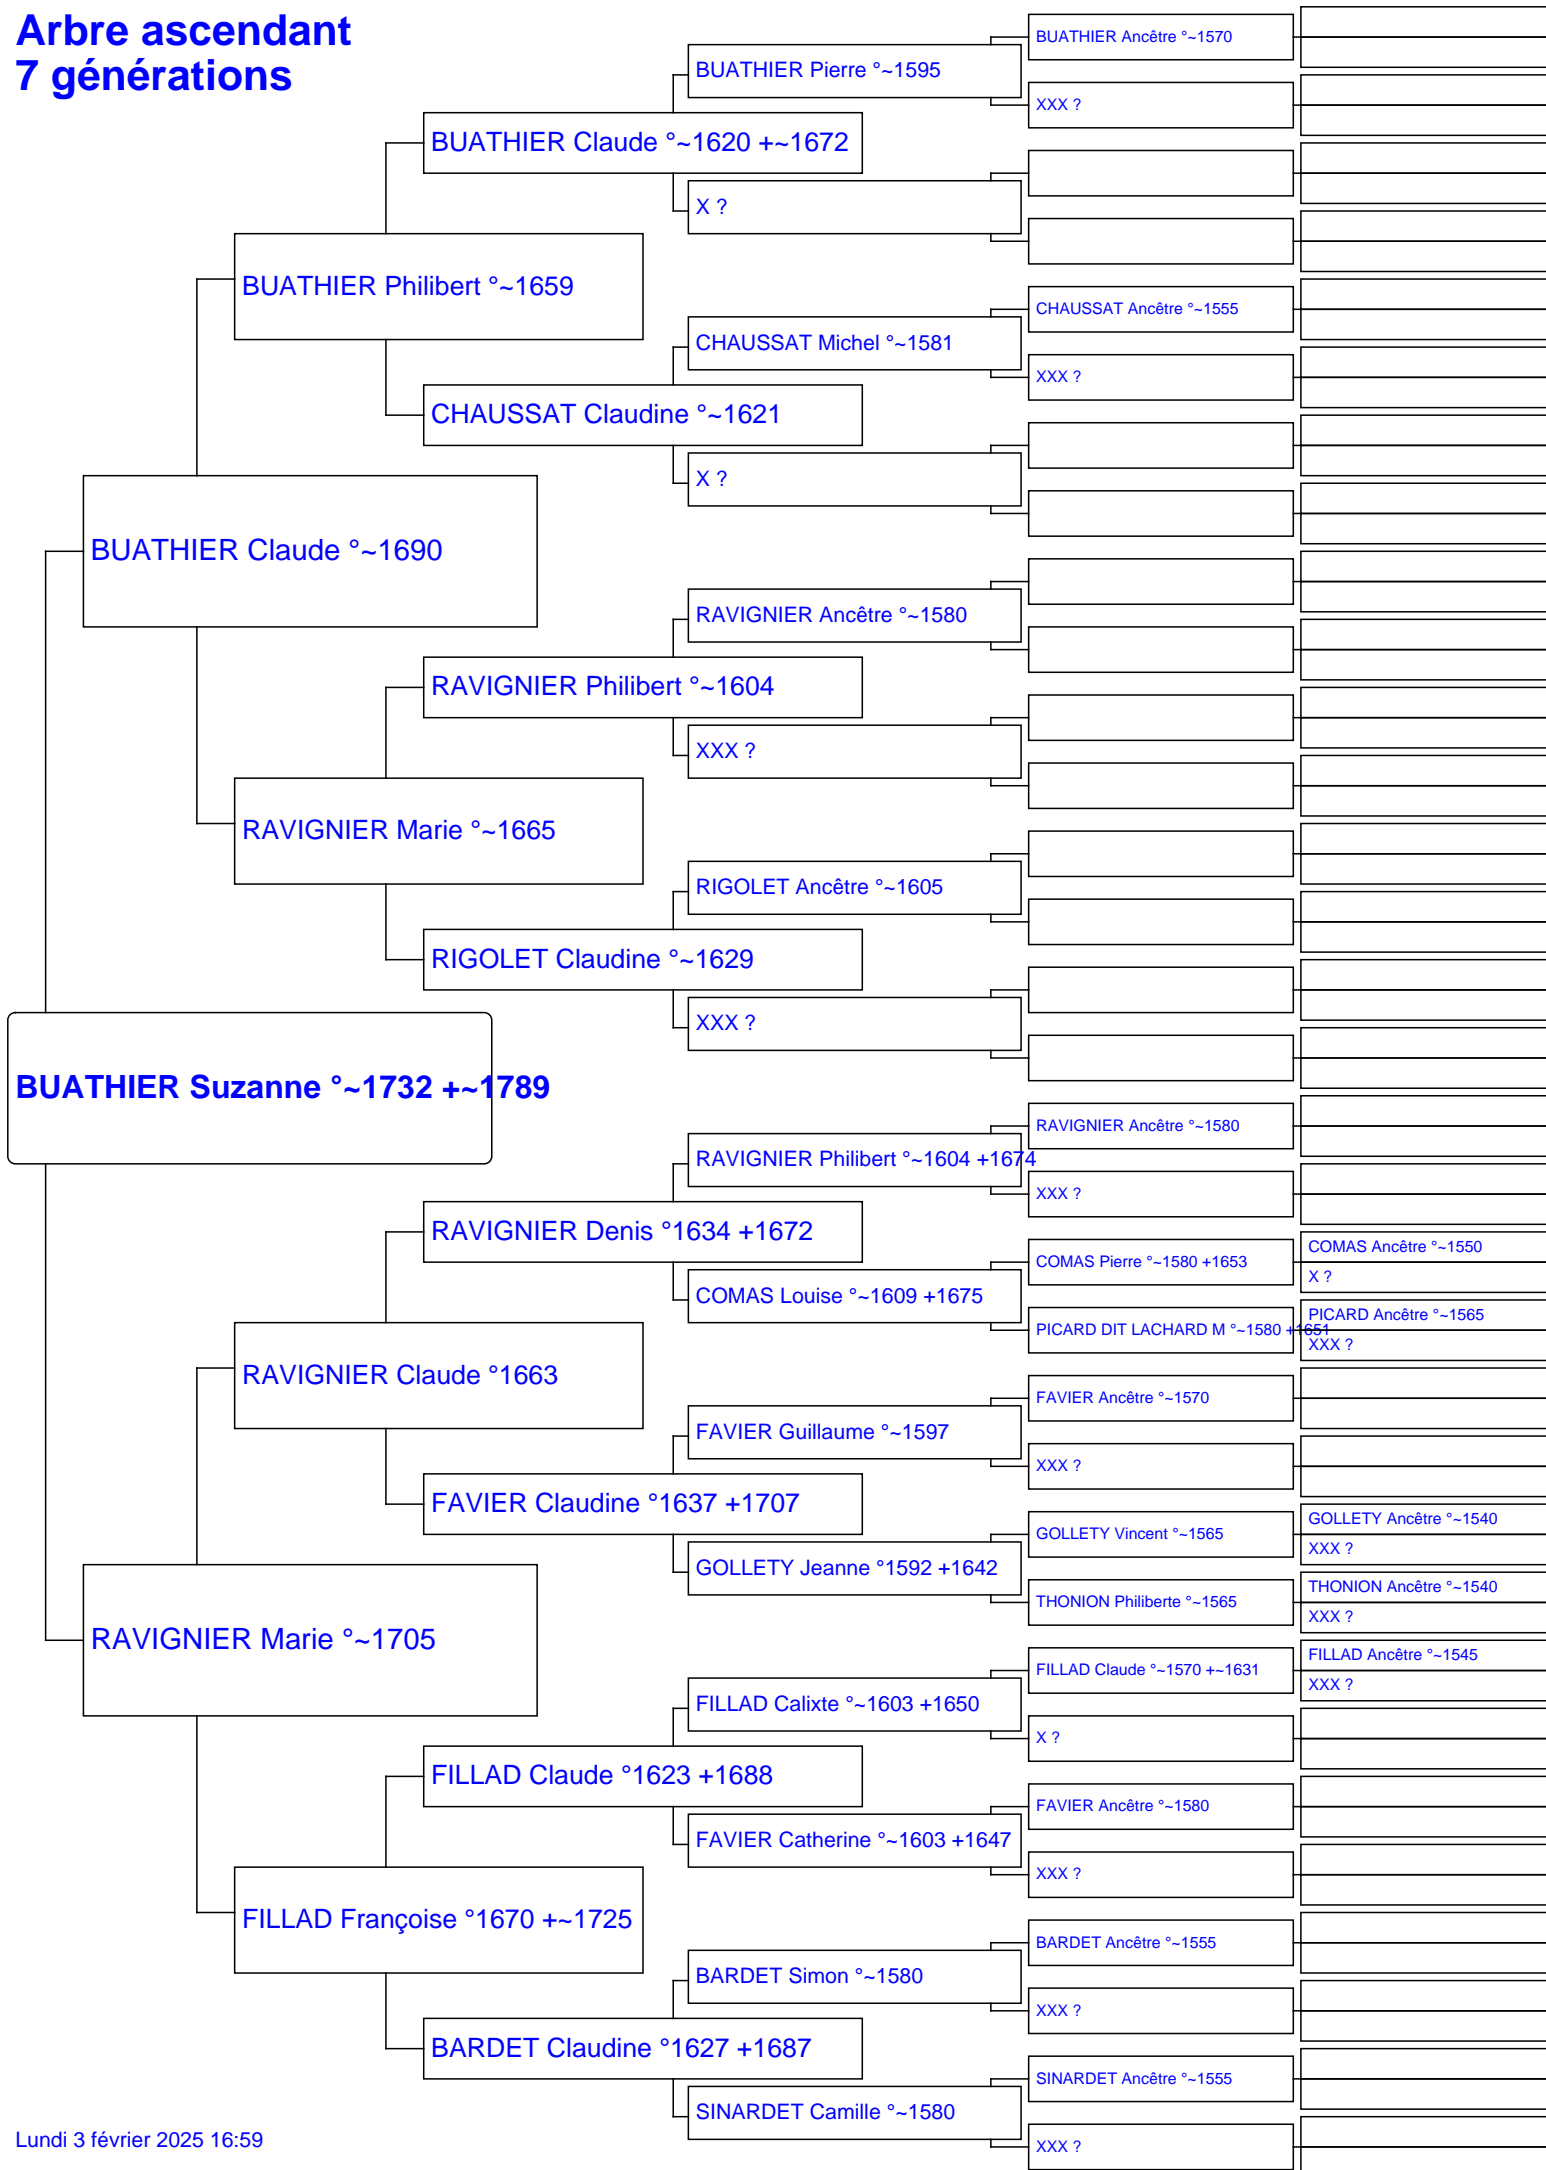 Arbre ascendant
7 générations
BUATHIER Suzanne °~1732 +~1789
BUATHIER Claude °~1690
RAVIGNIER Marie °~1705
BUATHIER Philibert °~1659
RAVIGNIER Marie °~1665
RAVIGNIER Claude °1663
FILLAD Françoise °1670 +~1725
BUATHIER Claude °~1620 +~1672
CHAUSSAT Claudine °~1621
RAVIGNIER Philibert °~1604
RIGOLET Claudine °~1629
RAVIGNIER Denis °1634 +1672
FAVIER Claudine °1637 +1707
FILLAD Claude °1623 +1688
BARDET Claudine °1627 +1687
BUATHIER Pierre °~1595
X ?
CHAUSSAT Michel °~1581
X ?
RAVIGNIER Ancêtre °~1580
XXX ?
RIGOLET Ancêtre °~1605
XXX ?
RAVIGNIER Philibert °~1604 +1674
COMAS Louise °~1609 +1675
FAVIER Guillaume °~1597
GOLLETY Jeanne °1592 +1642
FILLAD Calixte °~1603 +1650
FAVIER Catherine °~1603 +1647
BARDET Simon °~1580
SINARDET Camille °~1580
BUATHIER Ancêtre °~1570
XXX ?
CHAUSSAT Ancêtre °~1555
XXX ?
RAVIGNIER Ancêtre °~1580
XXX ?
COMAS Pierre °~1580 +1653
PICARD DIT LACHARD M °~1580 +1651
FAVIER Ancêtre °~1570
XXX ?
GOLLETY Vincent °~1565
THONION Philiberte °~1565
FILLAD Claude °~1570 +~1631
X ?
FAVIER Ancêtre °~1580
XXX ?
BARDET Ancêtre °~1555
XXX ?
SINARDET Ancêtre °~1555
XXX ?
COMAS Ancêtre °~1550
X ?
PICARD Ancêtre °~1565
XXX ?
GOLLETY Ancêtre °~1540
XXX ?
THONION Ancêtre °~1540
XXX ?
FILLAD Ancêtre °~1545
XXX ?
Lundi 3 février 2025 16:59